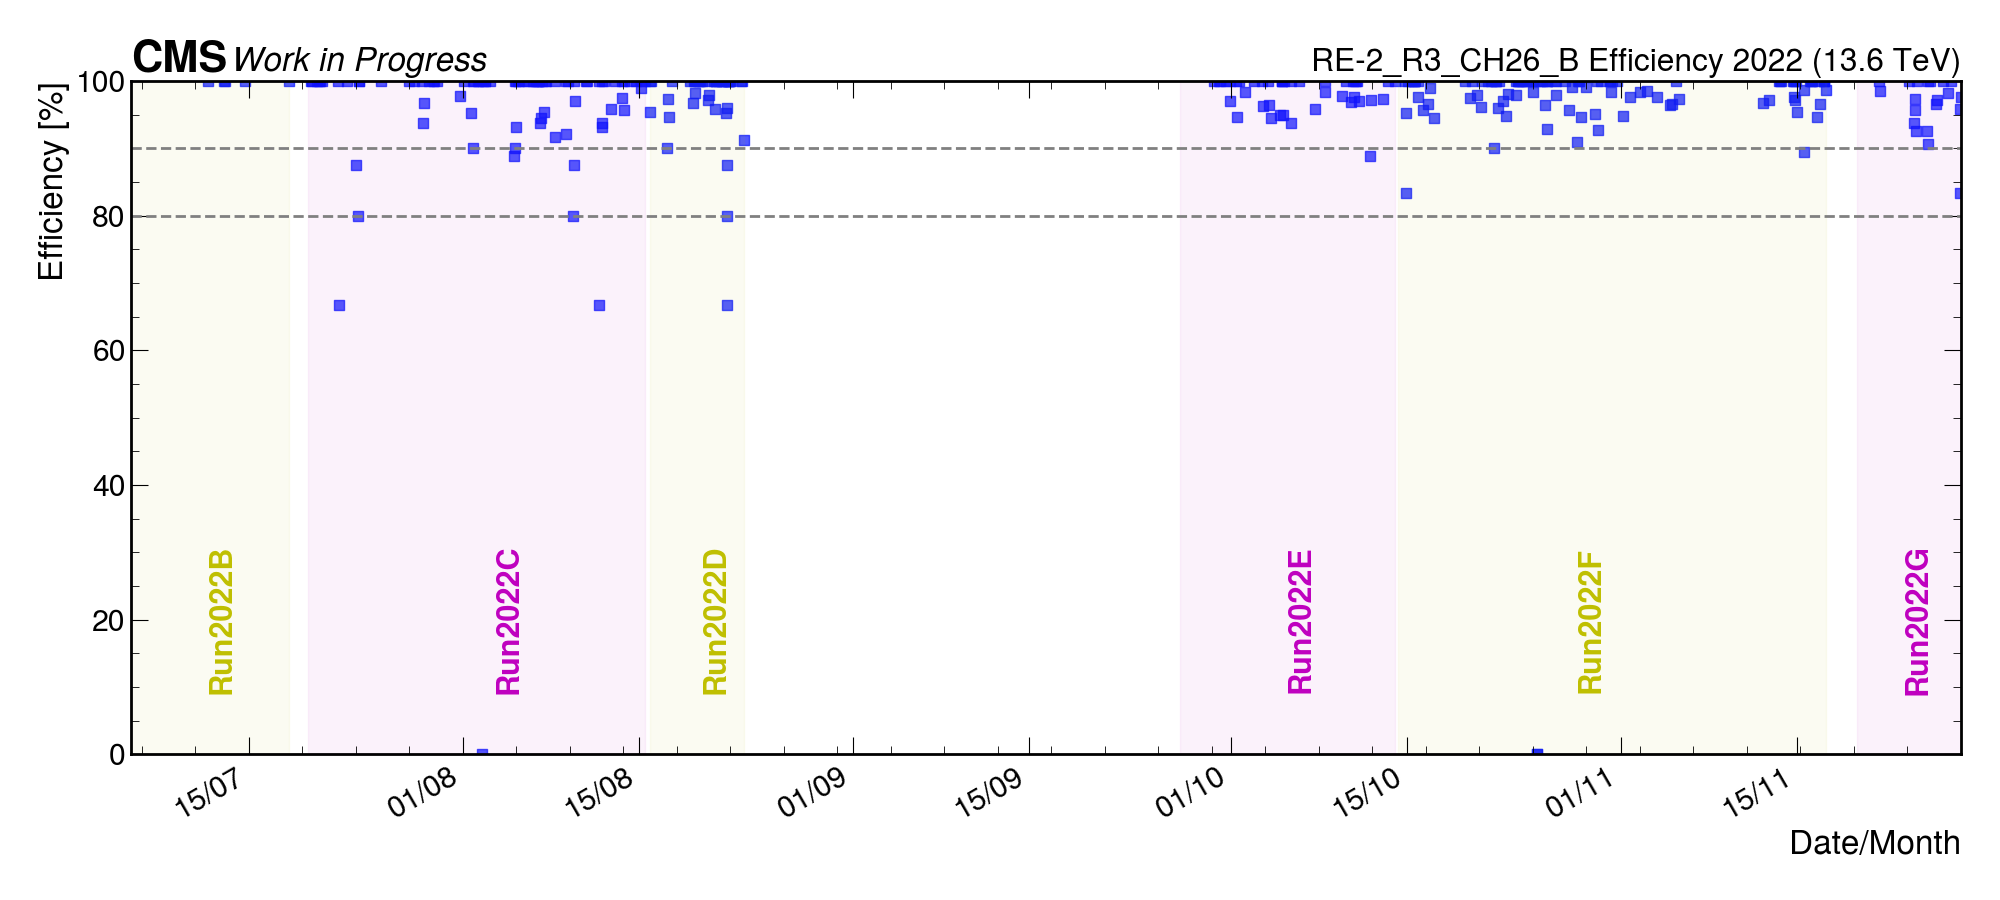 CMS Work in Progress
RE-2_R3_CH26_B Efficiency 2022 (13.6 TeV)
Efficiency [%]
100
80
60
40
20
0
Run2022B
Run2022C
Run2022D
Run2022E
Run2022F
Run2022G
15/07
01/08
15/08
01/09
15/09
01/10
15/10
01/11
15/11
Date/Month